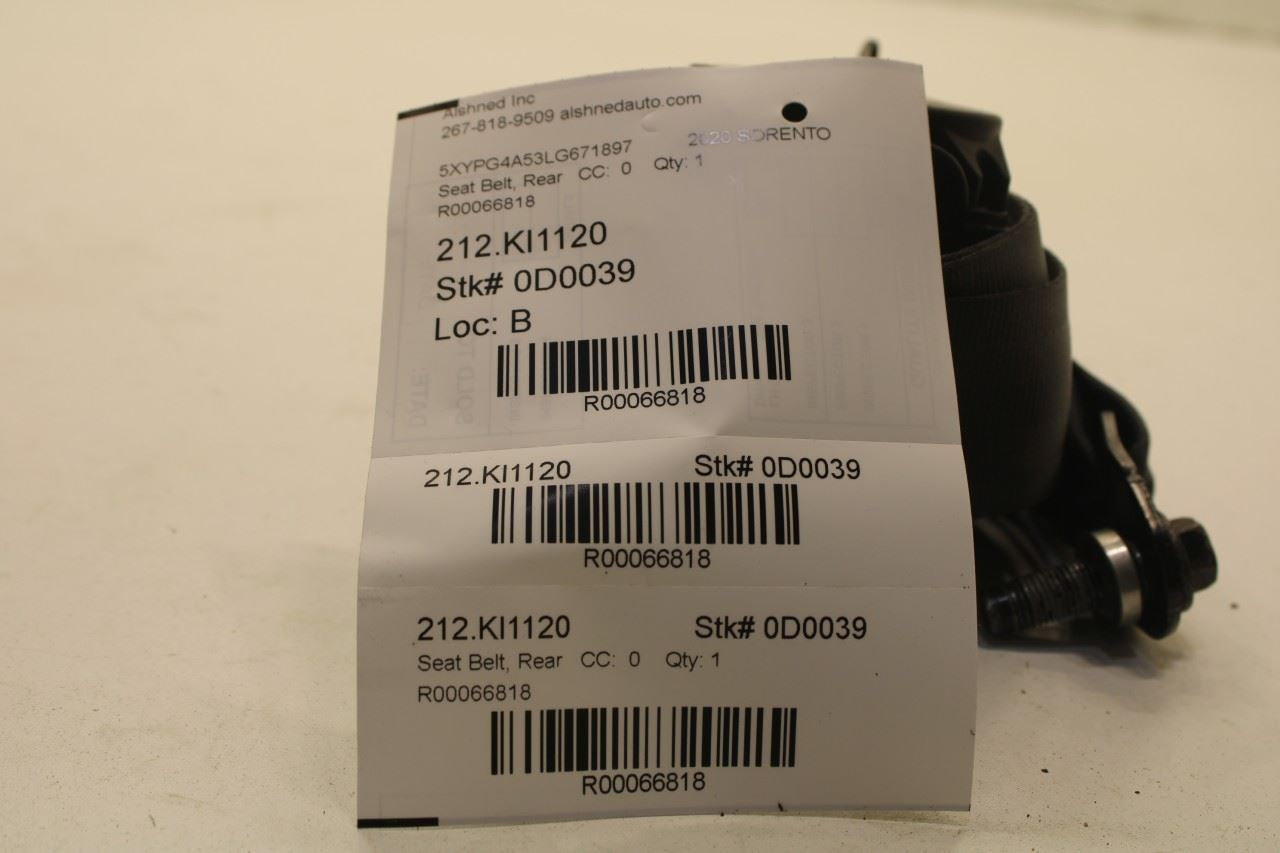 Alshned Inc
267-818-9509 alshnedauto.com
5XYPG4A53LG671897 2020 SORENTO
Seat Belt, Rear CC: 0 Qty: 1
R00066818
212.KI1120
Stk# 0D0039
Loc: B
R00066818
212.KI1120 Stk# 0D0039
R00066818
212.KI1120 Stk# 0D0039
Seat Belt, Rear CC: 0 Qty: 1
R00066818
R00066818
DATE: